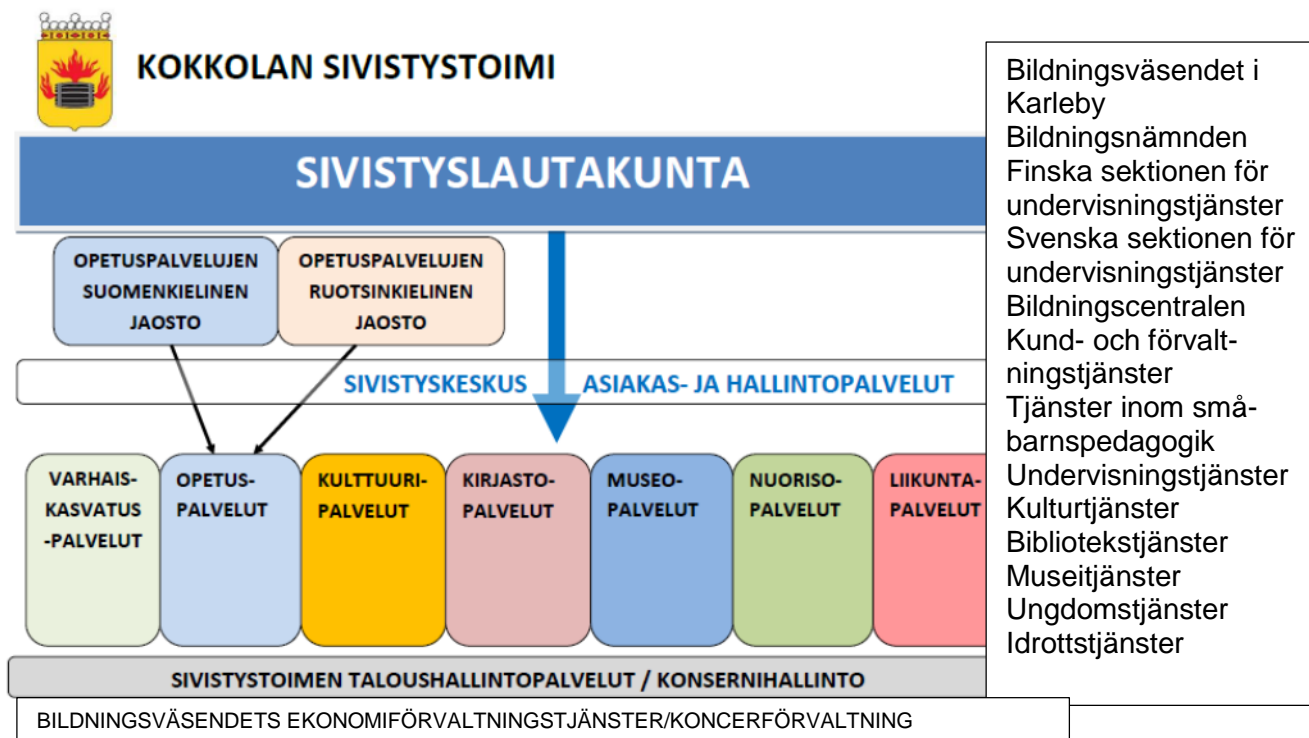 KOKKOLAN SIVISTYSTOIMI
SIVISTYSLAUTAKUNTA
OPETUSPALVELUJEN
SUOMENKIELINEN
JAOSTO
OPETUSPALVELUJEN
RUOTSINKIELINEN
JAOSTO
SIVISTYSKESKUS
ASIAKAS- JA HALLINTOPALVELUT
VARHAIS-
KASVATUS
-PALVELUT
OPETUS-
PALVELUT
KULTTUURI-
PALVELUT
KIRJASTO-
PALVELUT
MUSEO-
PALVELUT
NUORISO-
PALVELUT
LIIKUNTA-
PALVELUT
SIVISTYSTOIMEN TALOUSHALLINTOPALVELUT / KONSERNIHALLINTO
BILDNINGSVÄSENDETS EKONOMIFÖRVALTNINGSTJÄNSTER/KONCERFÖRVALTNING
Bildningsväsendet i
Karleby
Bildningsnämnden
Finska sektionen för
undervisningstjänster
Svenska sektionen för
undervisningstjänster
Bildningscentralen
Kund- och förvalt-
ningstjänster
Tjänster inom små-
barnspedagogik
Undervisningstjänster
Kulturtjänster
Bibliotekstjänster
Museitjänster
Ungdomstjänster
Idrottstjänster